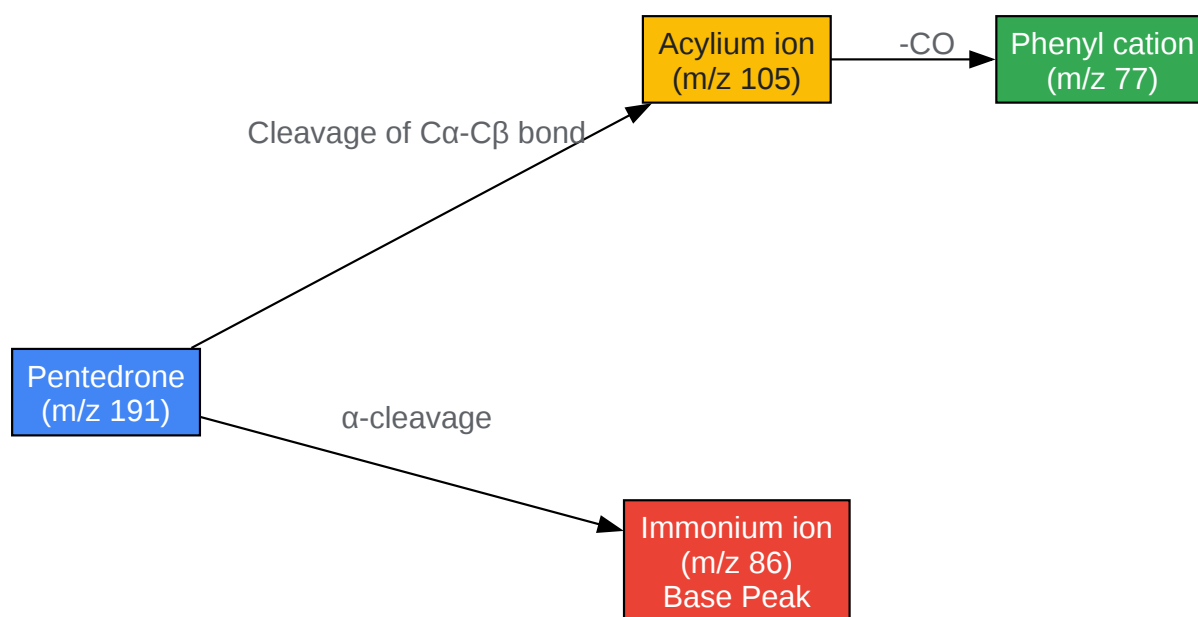 Acylium ion
(m/z 105)
-CO
Phenyl cation
(m/z 77)
Cleavage of Cα-Cβ bond
Pentedrone
(m/z 191)
α-cleavage
Immonium ion
(m/z 86)
Base Peak